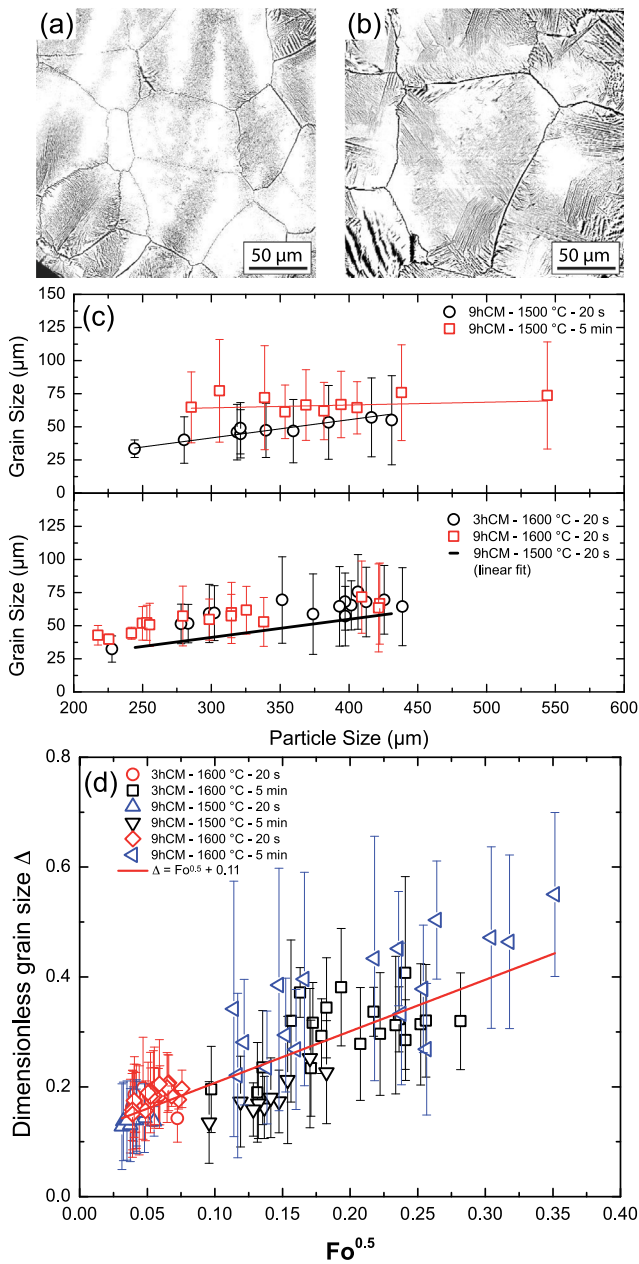 (a)
(b)
50 µm
50 µm
(c)
150
125
100
75
50
25
0
Grain Size (µm)
9hCM - 1500 °C - 20 s
9hCM - 1500 °C - 5 min
125
100
75
50
25
0
Grain Size (µm)
3hCM - 1600 °C - 20 s
9hCM - 1600 °C - 20 s
9hCM - 1500 °C - 20 s
(linear fit)
200 250 300 350 400 450 500 550 600
Particle Size (µm)
(d)
0.8
0.6
0.4
0.2
0.0
Dimensionless grain size Δ
3hCM - 1600 °C - 20 s
3hCM - 1600 °C - 5 min
9hCM - 1500 °C - 20 s
9hCM - 1500 °C - 5 min
9hCM - 1600 °C - 20 s
9hCM - 1600 °C - 5 min
Δ = Fo^0.5 + 0.11
0.00 0.05 0.10 0.15 0.20 0.25 0.30 0.35 0.40
Fo^0.5